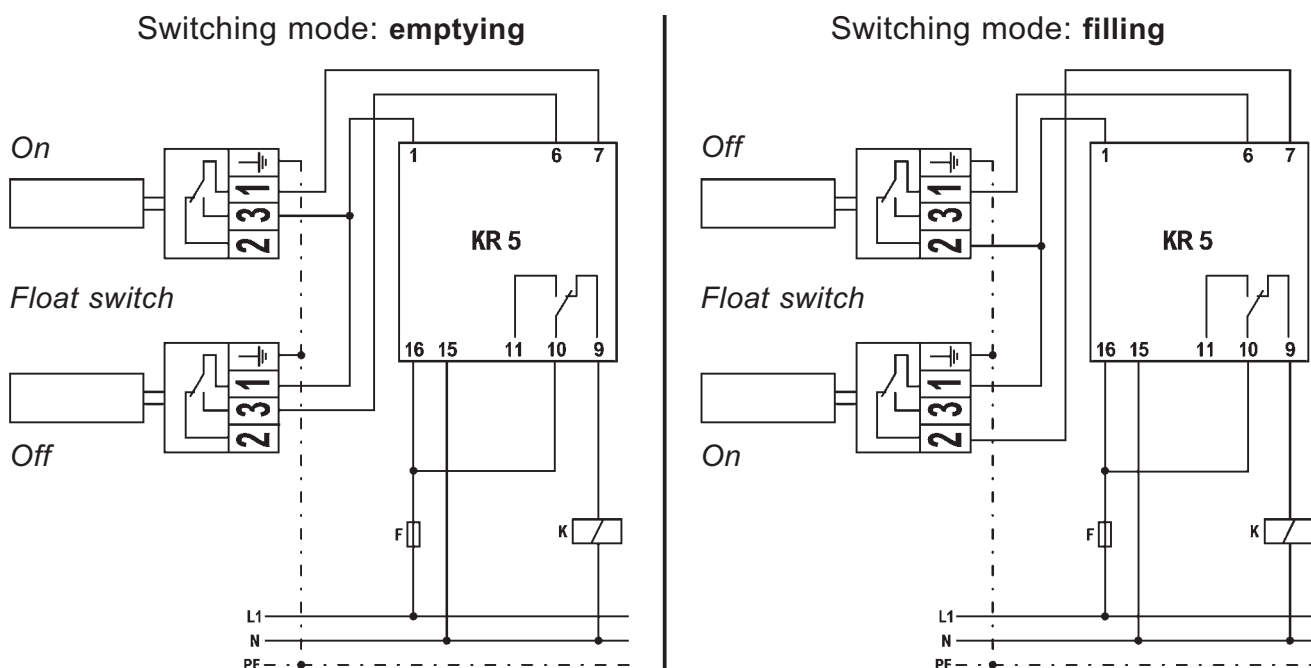 Switching mode: emptying
On
1
3
2
Float switch
1
3
2
Off
1 6 7
KR 5
16 15 11 10 9
F
K
L1
N
PE
Switching mode: filling
Off
1
3
2
Float switch
1
3
2
On
1 6 7
KR 5
16 15 11 10 9
F
K
L1
N
PE